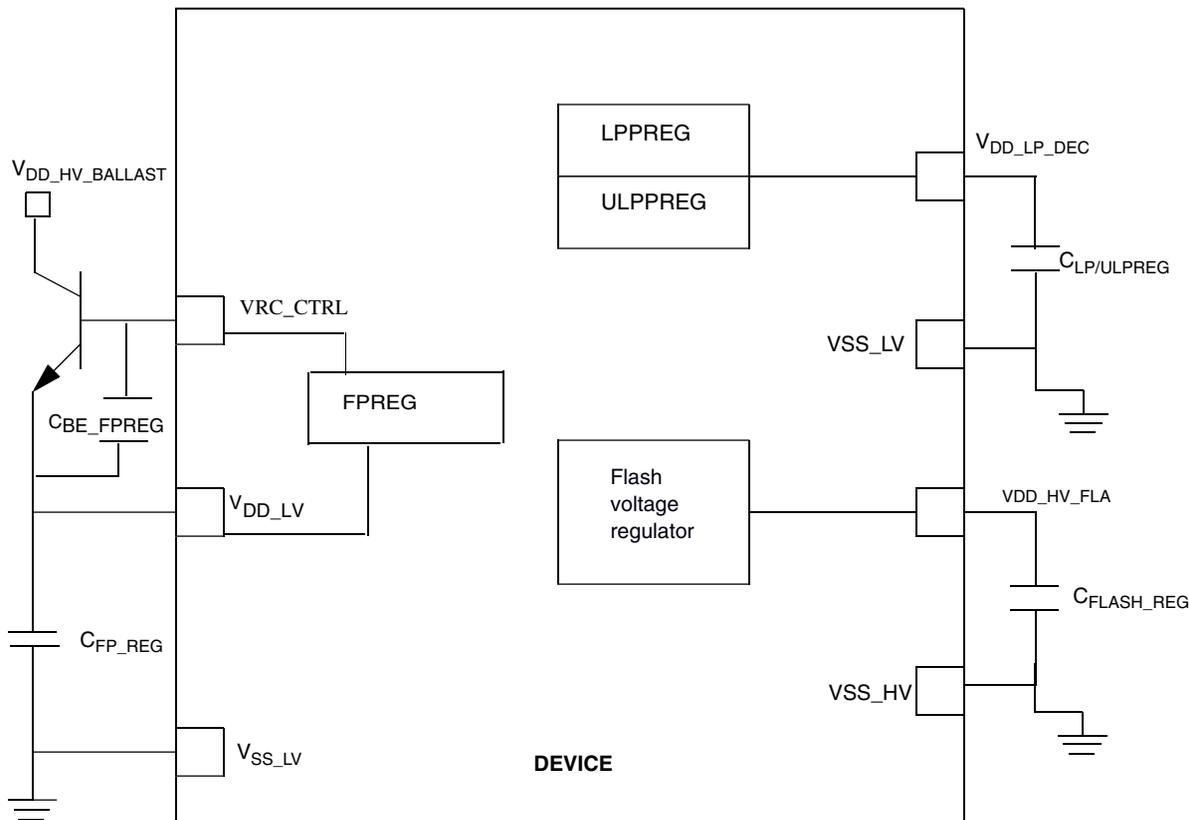 LPPREG
VDD_LP_DEC
VDD_HV_BALLAST
ULPPREG
CLP/ULPREG
VRC_CTRL
VSS_LV
FPREG
CBE_FPREG
Flash
voltage
regulator
VDD_LV
VDD_HV_FLA
CFLASH_REG
CFP_REG
VSS_HV
VSS_LV
DEVICE